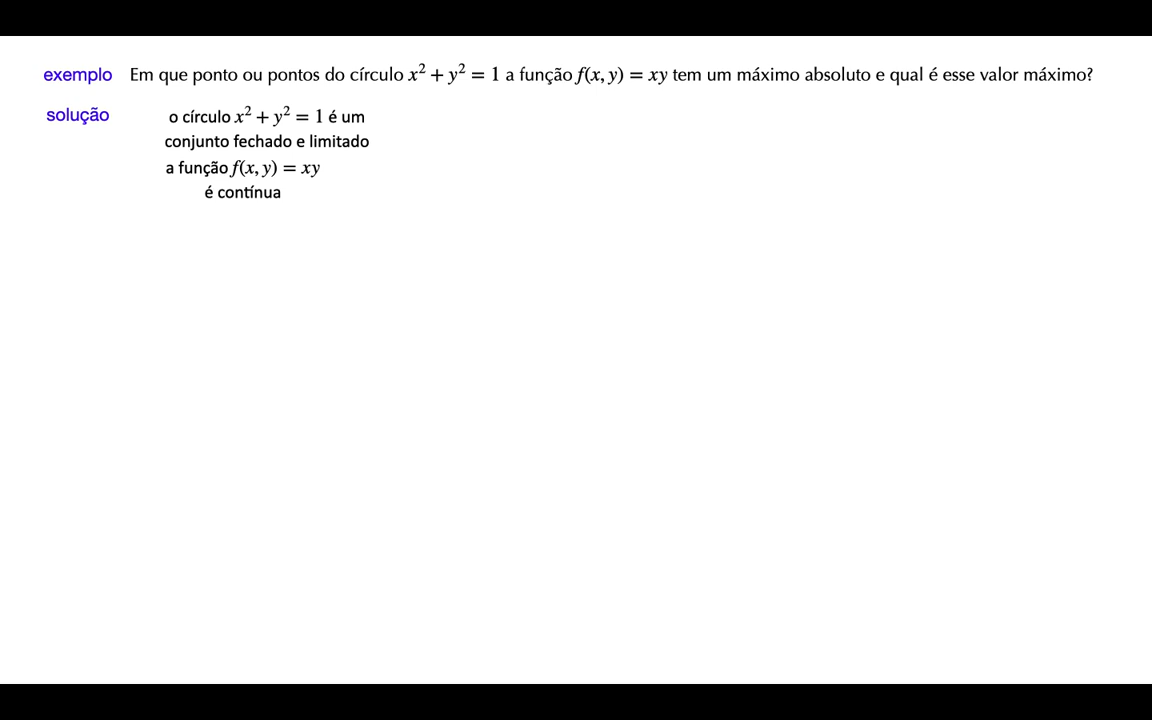 exemplo Em que ponto ou pontos do círculo x² + y² = 1 a função f(x, y) = xy tem um máximo absoluto e qual é esse valor máximo?
solução o círculo x² + y² = 1 é um
conjunto fechado e limitado
a função f(x, y) = xy
é contínua